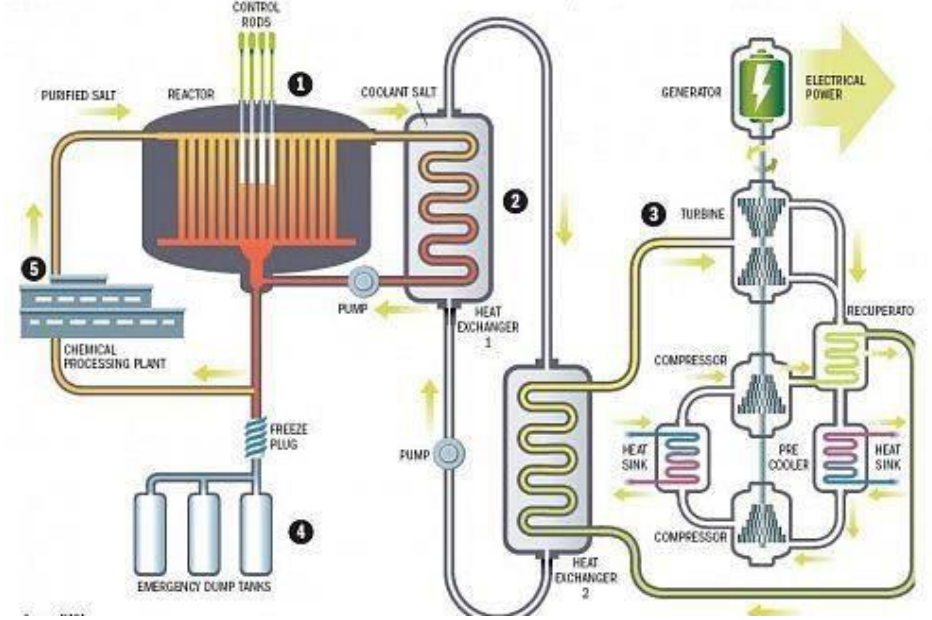 CONTROL
RODS
1
PURIFIED SALT
REACTOR
COOLANT SALT
GENERATOR
ELECTRICAL
POWER
2
3
TURBINE
5
PUMP
HEAT
EXCHANGER
1
RECUPERATO
CHEMICAL
PROCESSING PLANT
COMPRESSOR
FREEZE
PLUG
PUMP
HEAT
SINK
PRE
COOLER
HEAT
SINK
4
COMPRESSOR
EMERGENCY DUMP TANKS
HEAT
EXCHANGER
2